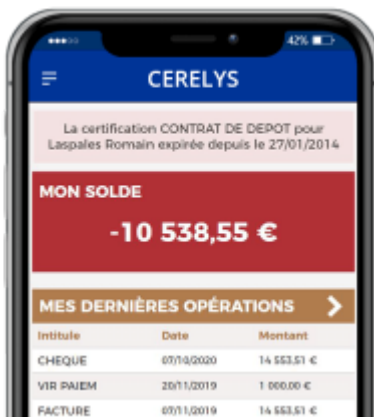 42%
CERELYS
La certification CONTRAT DE DEPOT pour
Laspales Romain expirée depuis le 27/01/2014
MON SOLDE
-10 538,55 €
MES DERNIÈRES OPÉRATIONS
Intitule Date Montant
CHEQUE 07/10/2020 14 553,51 €
VIR PAIEM 20/11/2019 1 000,00 €
FACTURE 07/11/2019 14 553,51 €